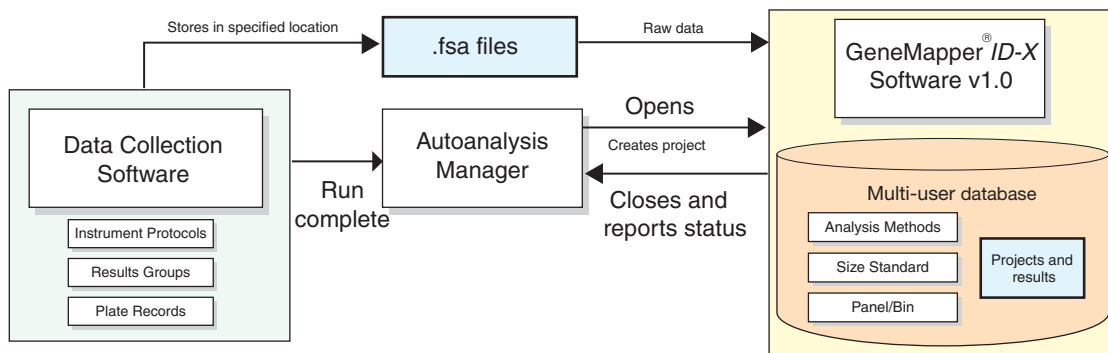 Stores in specified location
.fsa files
Raw data
GeneMapper® ID-X
Software v1.0
Data Collection
Software
Autoanalysis
Manager
Opens
Creates project
Run
complete
Closes and
reports status
Multi-user database
Instrument Protocols
Results Groups
Plate Records
Analysis Methods
Size Standard
Panel/Bin
Projects and
results